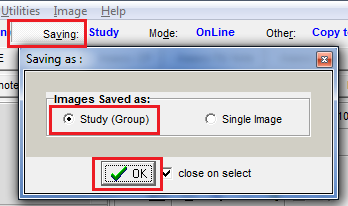 Utilities Image Help
Saving: Study Mode: OnLine Other: Copy to
Saving as :
note
Images Saved as:
Study (Group) Single Image
OK close on select